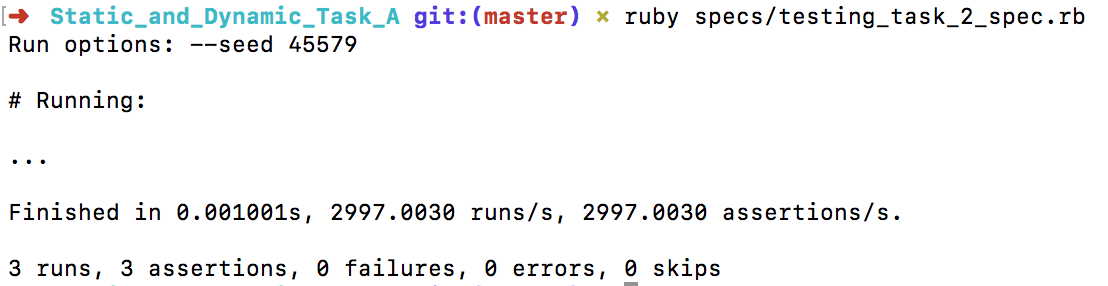 [➜ Static_and_Dynamic_Task_A git:(master) × ruby specs/testing_task_2_spec.rb
Run options: --seed 45579
# Running:
...
Finished in 0.001001s, 2997.0030 runs/s, 2997.0030 assertions/s.
3 runs, 3 assertions, 0 failures, 0 errors, 0 skips